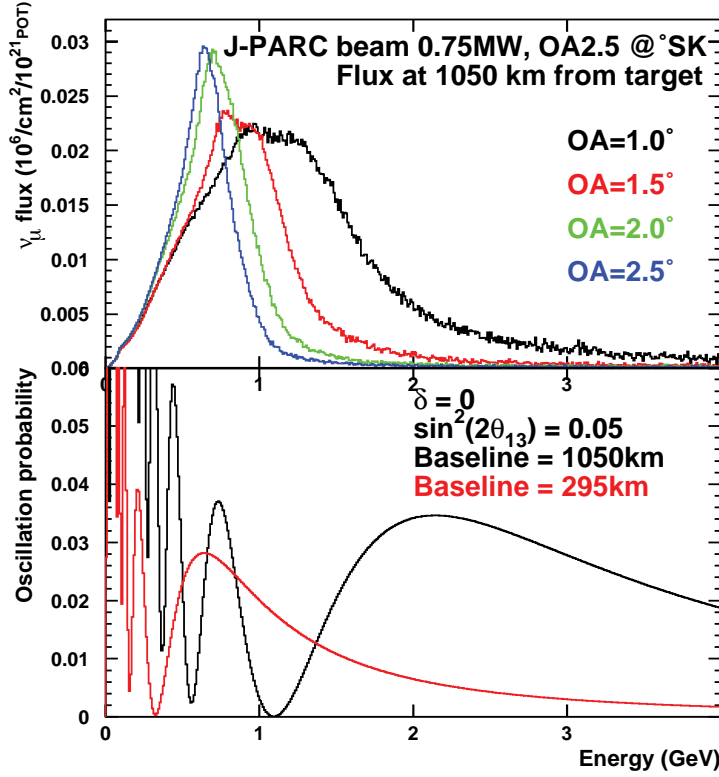 J-PARC beam 0.75MW, OA2.5 @˚SK
Flux at 1050 km from target
OA=1.0˚
OA=1.5˚
OA=2.0˚
OA=2.5˚
νμ flux (10⁶/cm²/10²¹POT)
0.03
0.025
0.02
0.015
0.01
0.005
0.00
0 1 2 3
δ = 0
sin²(2θ₁₃) = 0.05
Baseline = 1050km
Baseline = 295km
Oscillation probability
0.05
0.04
0.03
0.02
0.01
0
0 1 2 3
Energy (GeV)